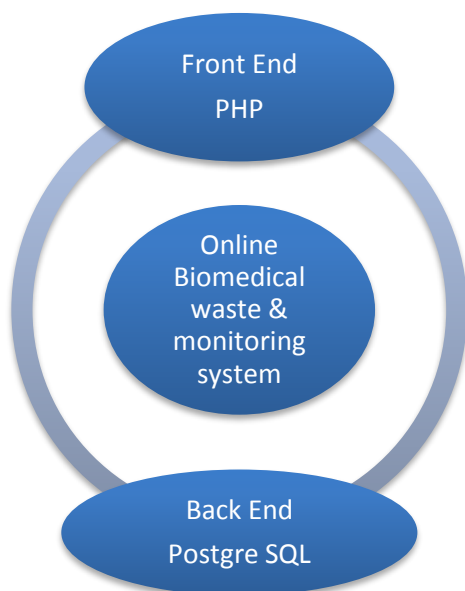 Front End
PHP
Online
Biomedical
waste &
monitoring
system
Back End
Postgre SQL